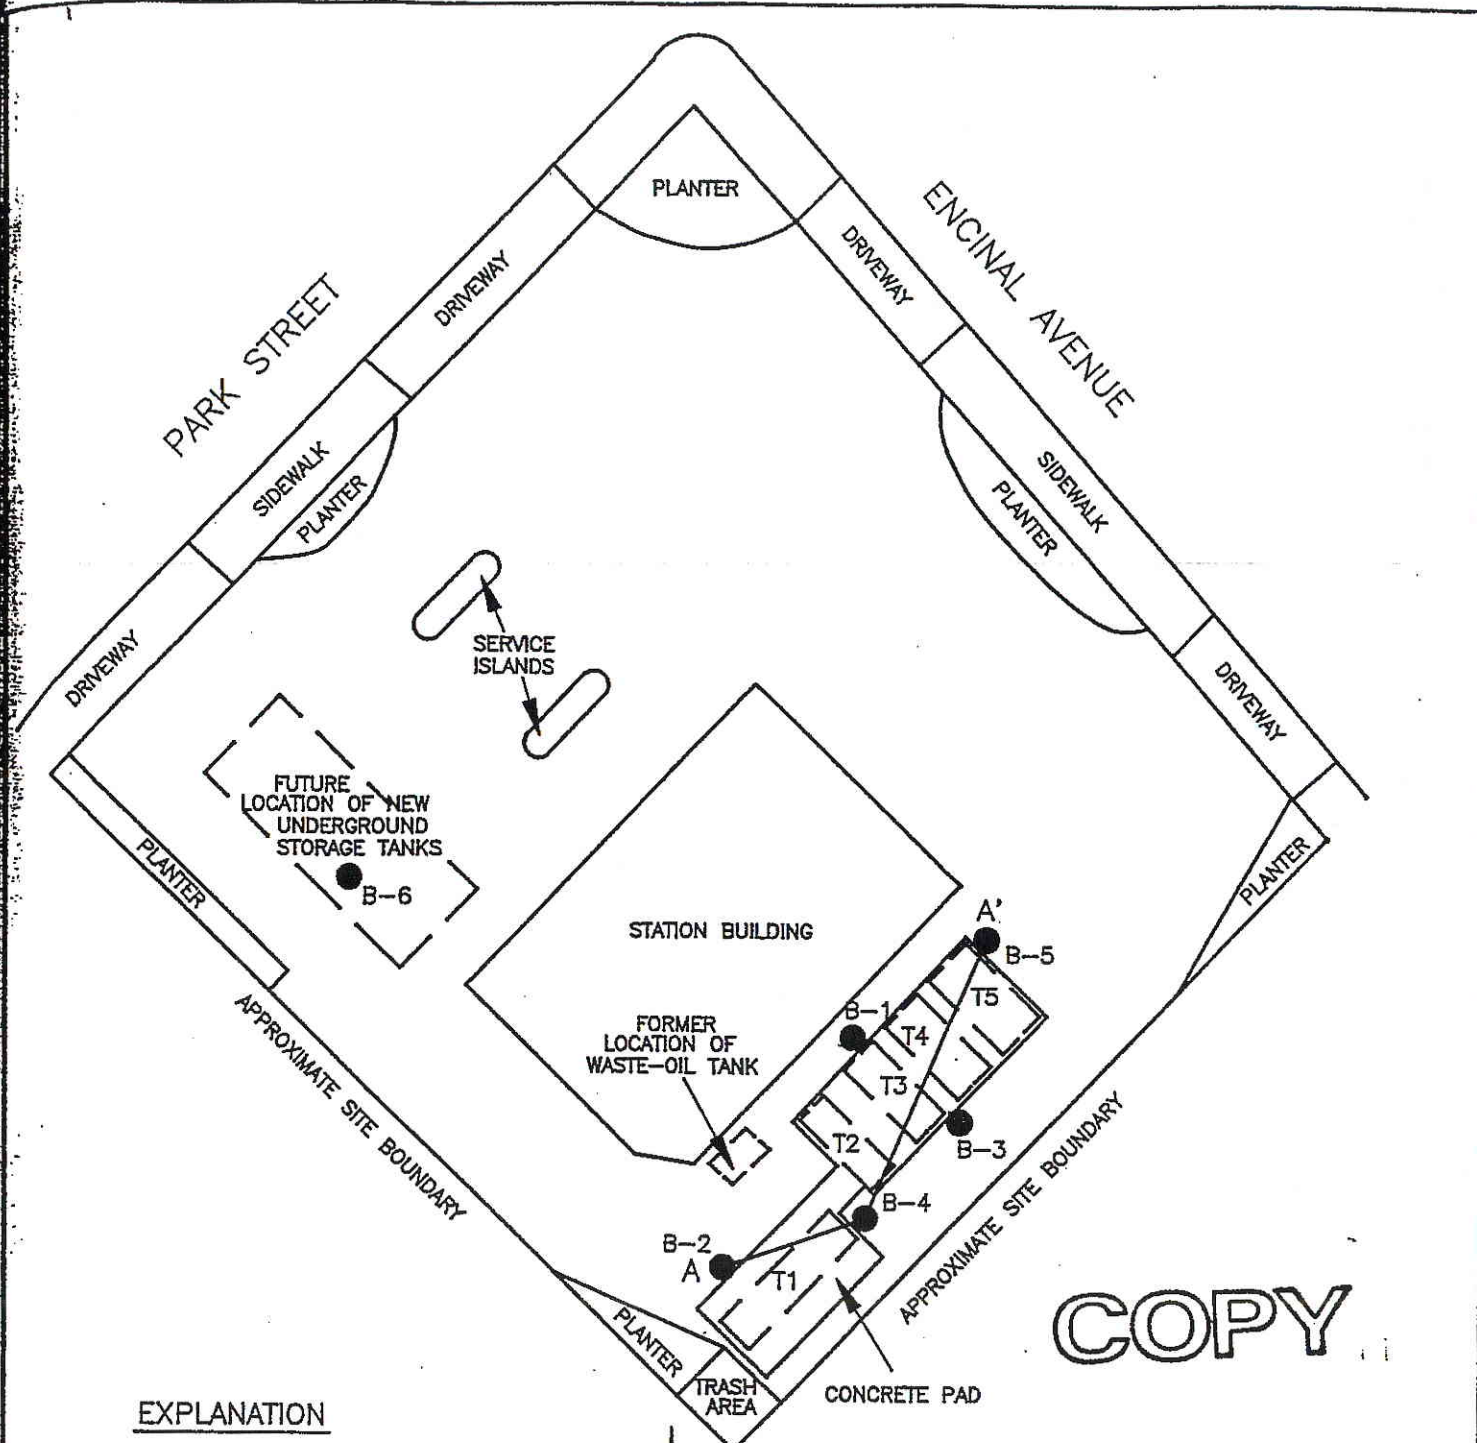 PLANTER
ENCINAL AVENUE
DRIVEWAY
DRIVEWAY
PARK STREET
SIDEWALK
PLANTER
SIDEWALK
PLANTER
SERVICE
ISLANDS
DRIVEWAY
DRIVEWAY
FUTURE
LOCATION OF NEW
UNDERGROUND
STORAGE TANKS
B-6
PLANTER
PLANTER
STATION BUILDING
A'
B-5
T5
B-1
T4
FORMER
LOCATION OF
WASTE-OIL TANK
T3
T2
B-3
APPROXIMATE SITE BOUNDARY
APPROXIMATE SITE BOUNDARY
B-4
B-2
A
T1
PLANTER
TRASH
AREA
CONCRETE PAD
COPY
EXPLANATION